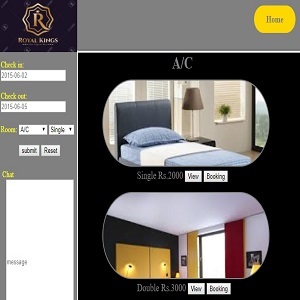 ROYAL KINGS
Home
Check in:
2015-06-02
Check out:
2015-06-05
Room: A/C Single
submit Reset
Chat
message
A/C
Single Rs.2000 View Booking
Double Rs.3000 View Booking